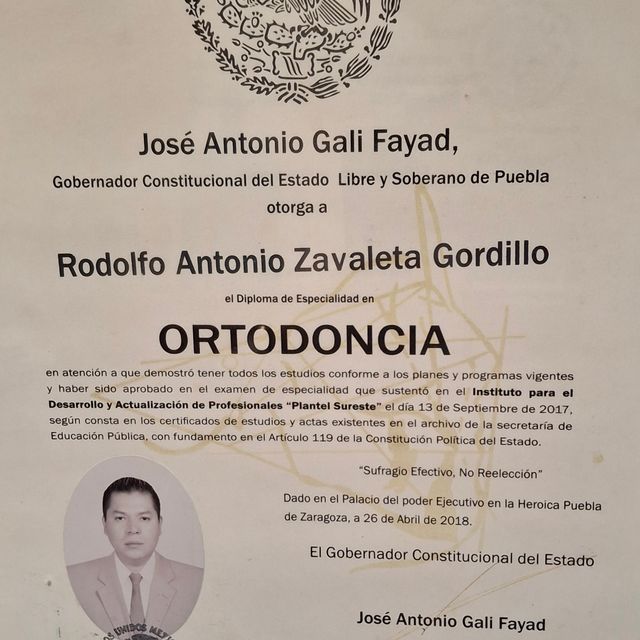 José Antonio Gali Fayad,
Gobernador Constitucional del Estado Libre y Soberano de Puebla
otorga a
Rodolfo Antonio Zavaleta Gordillo
el Diploma de Especialidad en
ORTODONCIA
en atención a que demostró tener todos los estudios conforme a los planes y programas vigentes
y haber sido aprobado en el examen de especialidad que sustentó en el Instituto para el
Desarrollo y Actualización de Profesionales “Plantel Sureste” el día 13 de Septiembre de 2017,
según consta en los certificados de estudios y actas existentes en el archivo de la secretaría de
Educación Pública, con fundamento en el Artículo 119 de la Constitución Política del Estado.
“Sufragio Efectivo, No Reelección”
Dado en el Palacio del poder Ejecutivo en la Heroica Puebla
de Zaragoza, a 26 de Abril de 2018.
El Gobernador Constitucional del Estado
José Antonio Gali Fayad
UNIDOS